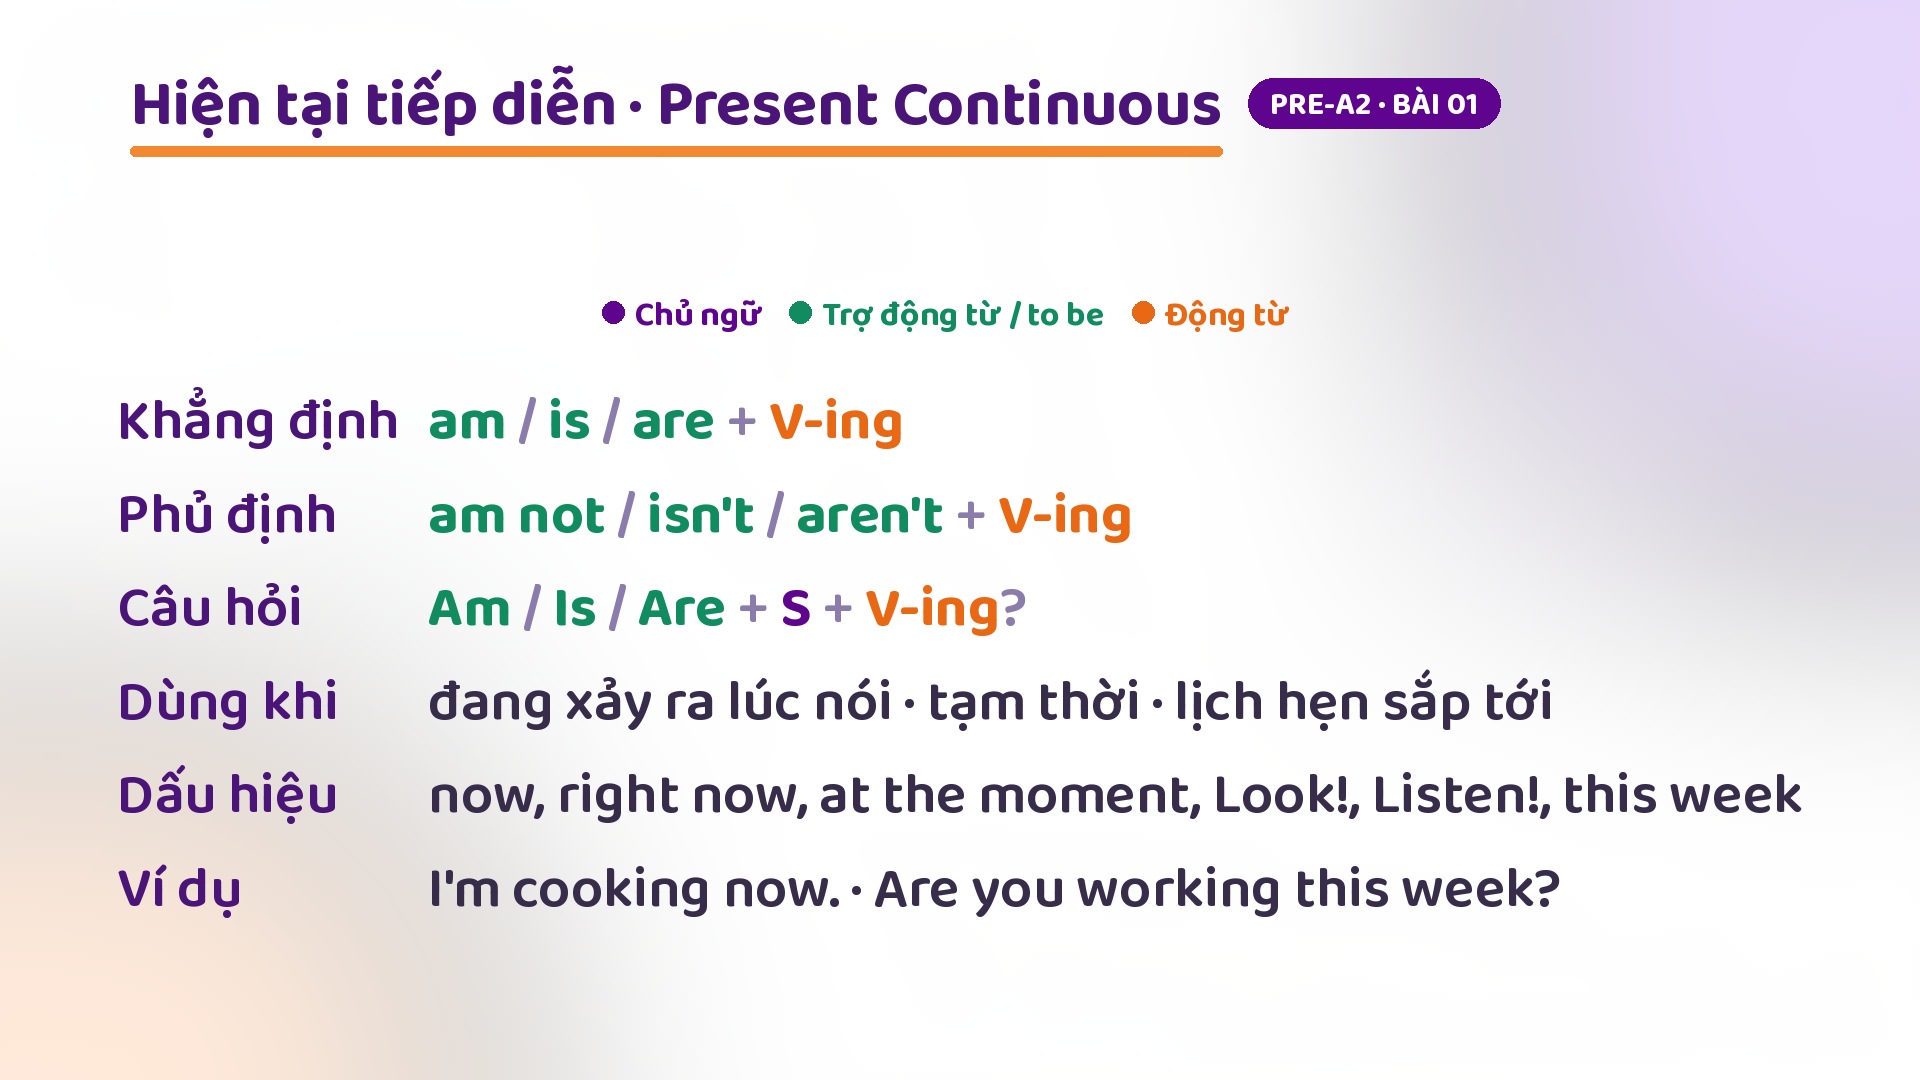 Hiện tại tiếp diễn · Present Continuous PRE-A2 · BÀI 01
Chủ ngữ Trợ động từ / to be Động từ
Khẳng định am / is / are + V-ing
Phủ định am not / isn't / aren't + V-ing
Câu hỏi Am / Is / Are + S + V-ing?
Dùng khi đang xảy ra lúc nói · tạm thời · lịch hẹn sắp tới
Dấu hiệu now, right now, at the moment, Look!, Listen!, this week
Ví dụ I'm cooking now. · Are you working this week?